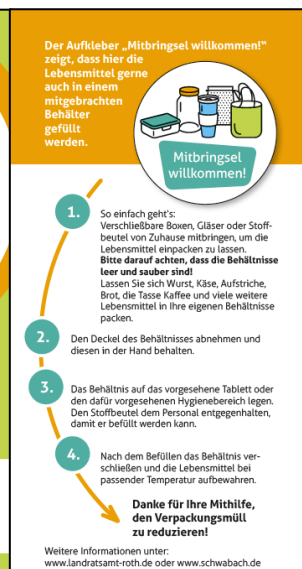 Der Aufkleber „Mitbringsel willkommen!“
zeigt, dass hier die
Lebensmittel gerne
auch in einem
mitgebrachten
Behälter
gefüllt
werden.
Mitbringsel
willkommen!
1.
So einfach geht's:
Verschließbare Boxen, Gläser oder Stoff-
beutel von Zuhause mitbringen, um die
Lebensmittel einpacken zu lassen.
Bitte darauf achten, dass die Behältnisse
leer und sauber sind!
Lassen Sie sich Wurst, Käse, Aufstriche,
Brot, die Tasse Kaffee und viele weitere
Lebensmittel in Ihre eigenen Behältnisse
packen.
2.
Den Deckel des Behältnisses abnehmen und
diesen in der Hand behalten.
3.
Das Behältnis auf das vorgesehene Tablett oder
den dafür vorgesehenen Hygienebereich legen.
Den Stoffbeutel dem Personal entgegenhalten,
damit er befüllt werden kann.
4.
Nach dem Befüllen das Behältnis ver-
schließen und die Lebensmittel bei
passender Temperatur aufbewahren.
Danke für Ihre Mithilfe,
den Verpackungsmüll
zu reduzieren!
Weitere Informationen unter:
www.landratsamt-roth.de oder www.schwabach.de